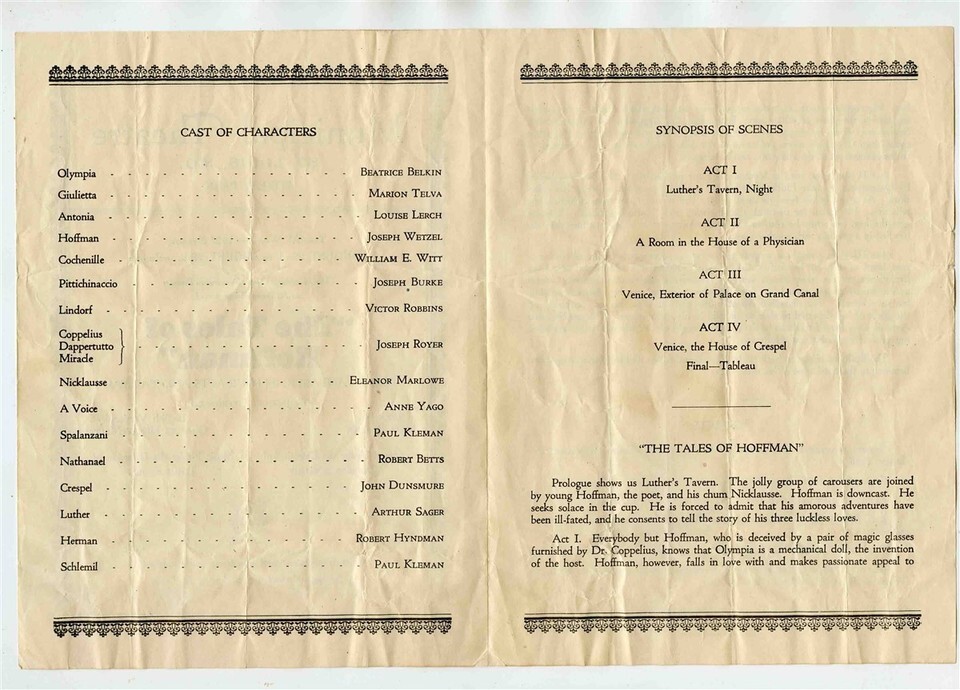 CAST OF CHARACTERS
Olympia - - - - - - - - - - - - BEATRICE BELKIN
Giulietta - - - - - - - - - - - - MARION TELVA
Antonia - - - - - - - - - - - - LOUISE LERCH
Hoffman - - - - - - - - - - - - JOSEPH WETZEL
Cochenille - - - - - - - - - - - - WILLIAM E. WITT
Pittichinaccio - - - - - - - - - - - - JOSEPH BURKE
Lindorf - - - - - - - - - - - - VICTOR ROBBINS
Coppelius
Dappertutto } - - - - - - - - - - - - JOSEPH ROYER
Miracle
Nicklausse - - - - - - - - - - - - ELEANOR MARLOWE
A Voice - - - - - - - - - - - - ANNE YAGO
Spalanzani - - - - - - - - - - - - PAUL KLEMAN
Nathanael - - - - - - - - - - - - ROBERT BETTS
Crespel - - - - - - - - - - - - JOHN DUNSMURE
Luther - - - - - - - - - - - - ARTHUR SAGER
Herman - - - - - - - - - - - - ROBERT HYNDMAN
Schlemil - - - - - - - - - - - - PAUL KLEMAN
SYNOPSIS OF SCENES
ACT I
Luther's Tavern, Night
ACT II
A Room in the House of a Physician
ACT III
Venice, Exterior of Palace on Grand Canal
ACT IV
Venice, the House of Crespel
Final—Tableau
"THE TALES OF HOFFMAN"
Prologue shows us Luther's Tavern. The jolly group of carousers are joined
by young Hoffman, the poet, and his chum Nicklausse. Hoffman is downcast. He
seeks solace in the cup. He is forced to admit that his amorous adventures have
been ill-fated, and he consents to tell the story of his three luckless loves.
Act I. Everybody but Hoffman, who is deceived by a pair of magic glasses
furnished by Dr. Coppelius, knows that Olympia is a mechanical doll, the invention
of the host. Hoffman, however, falls in love with and makes passionate appeal to